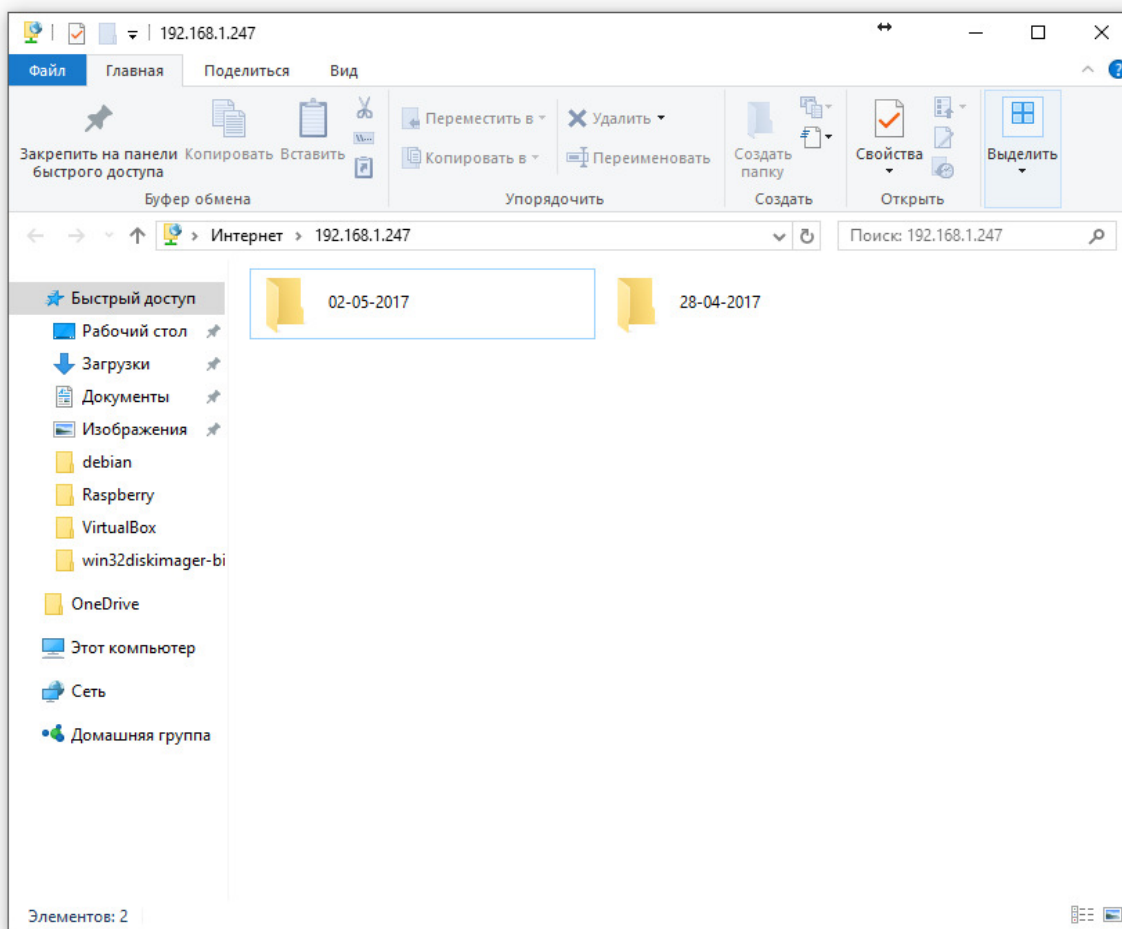 192.168.1.247
Файл Главная Поделиться Вид
Закрепить на панели быстрого доступа
Копировать
Вставить
Переместить в
Копировать в
Удалить
Переименовать
Создать папку
Свойства
Выделить
Буфер обмена
Упорядочить
Создать
Открыть
Интернет 192.168.1.247
Поиск: 192.168.1.247
Быстрый доступ
Рабочий стол
Загрузки
Документы
Изображения
debian
Raspberry
VirtualBox
win32diskimager-bi
OneDrive
Этот компьютер
Сеть
Домашняя группа
02-05-2017
28-04-2017
Элементов: 2